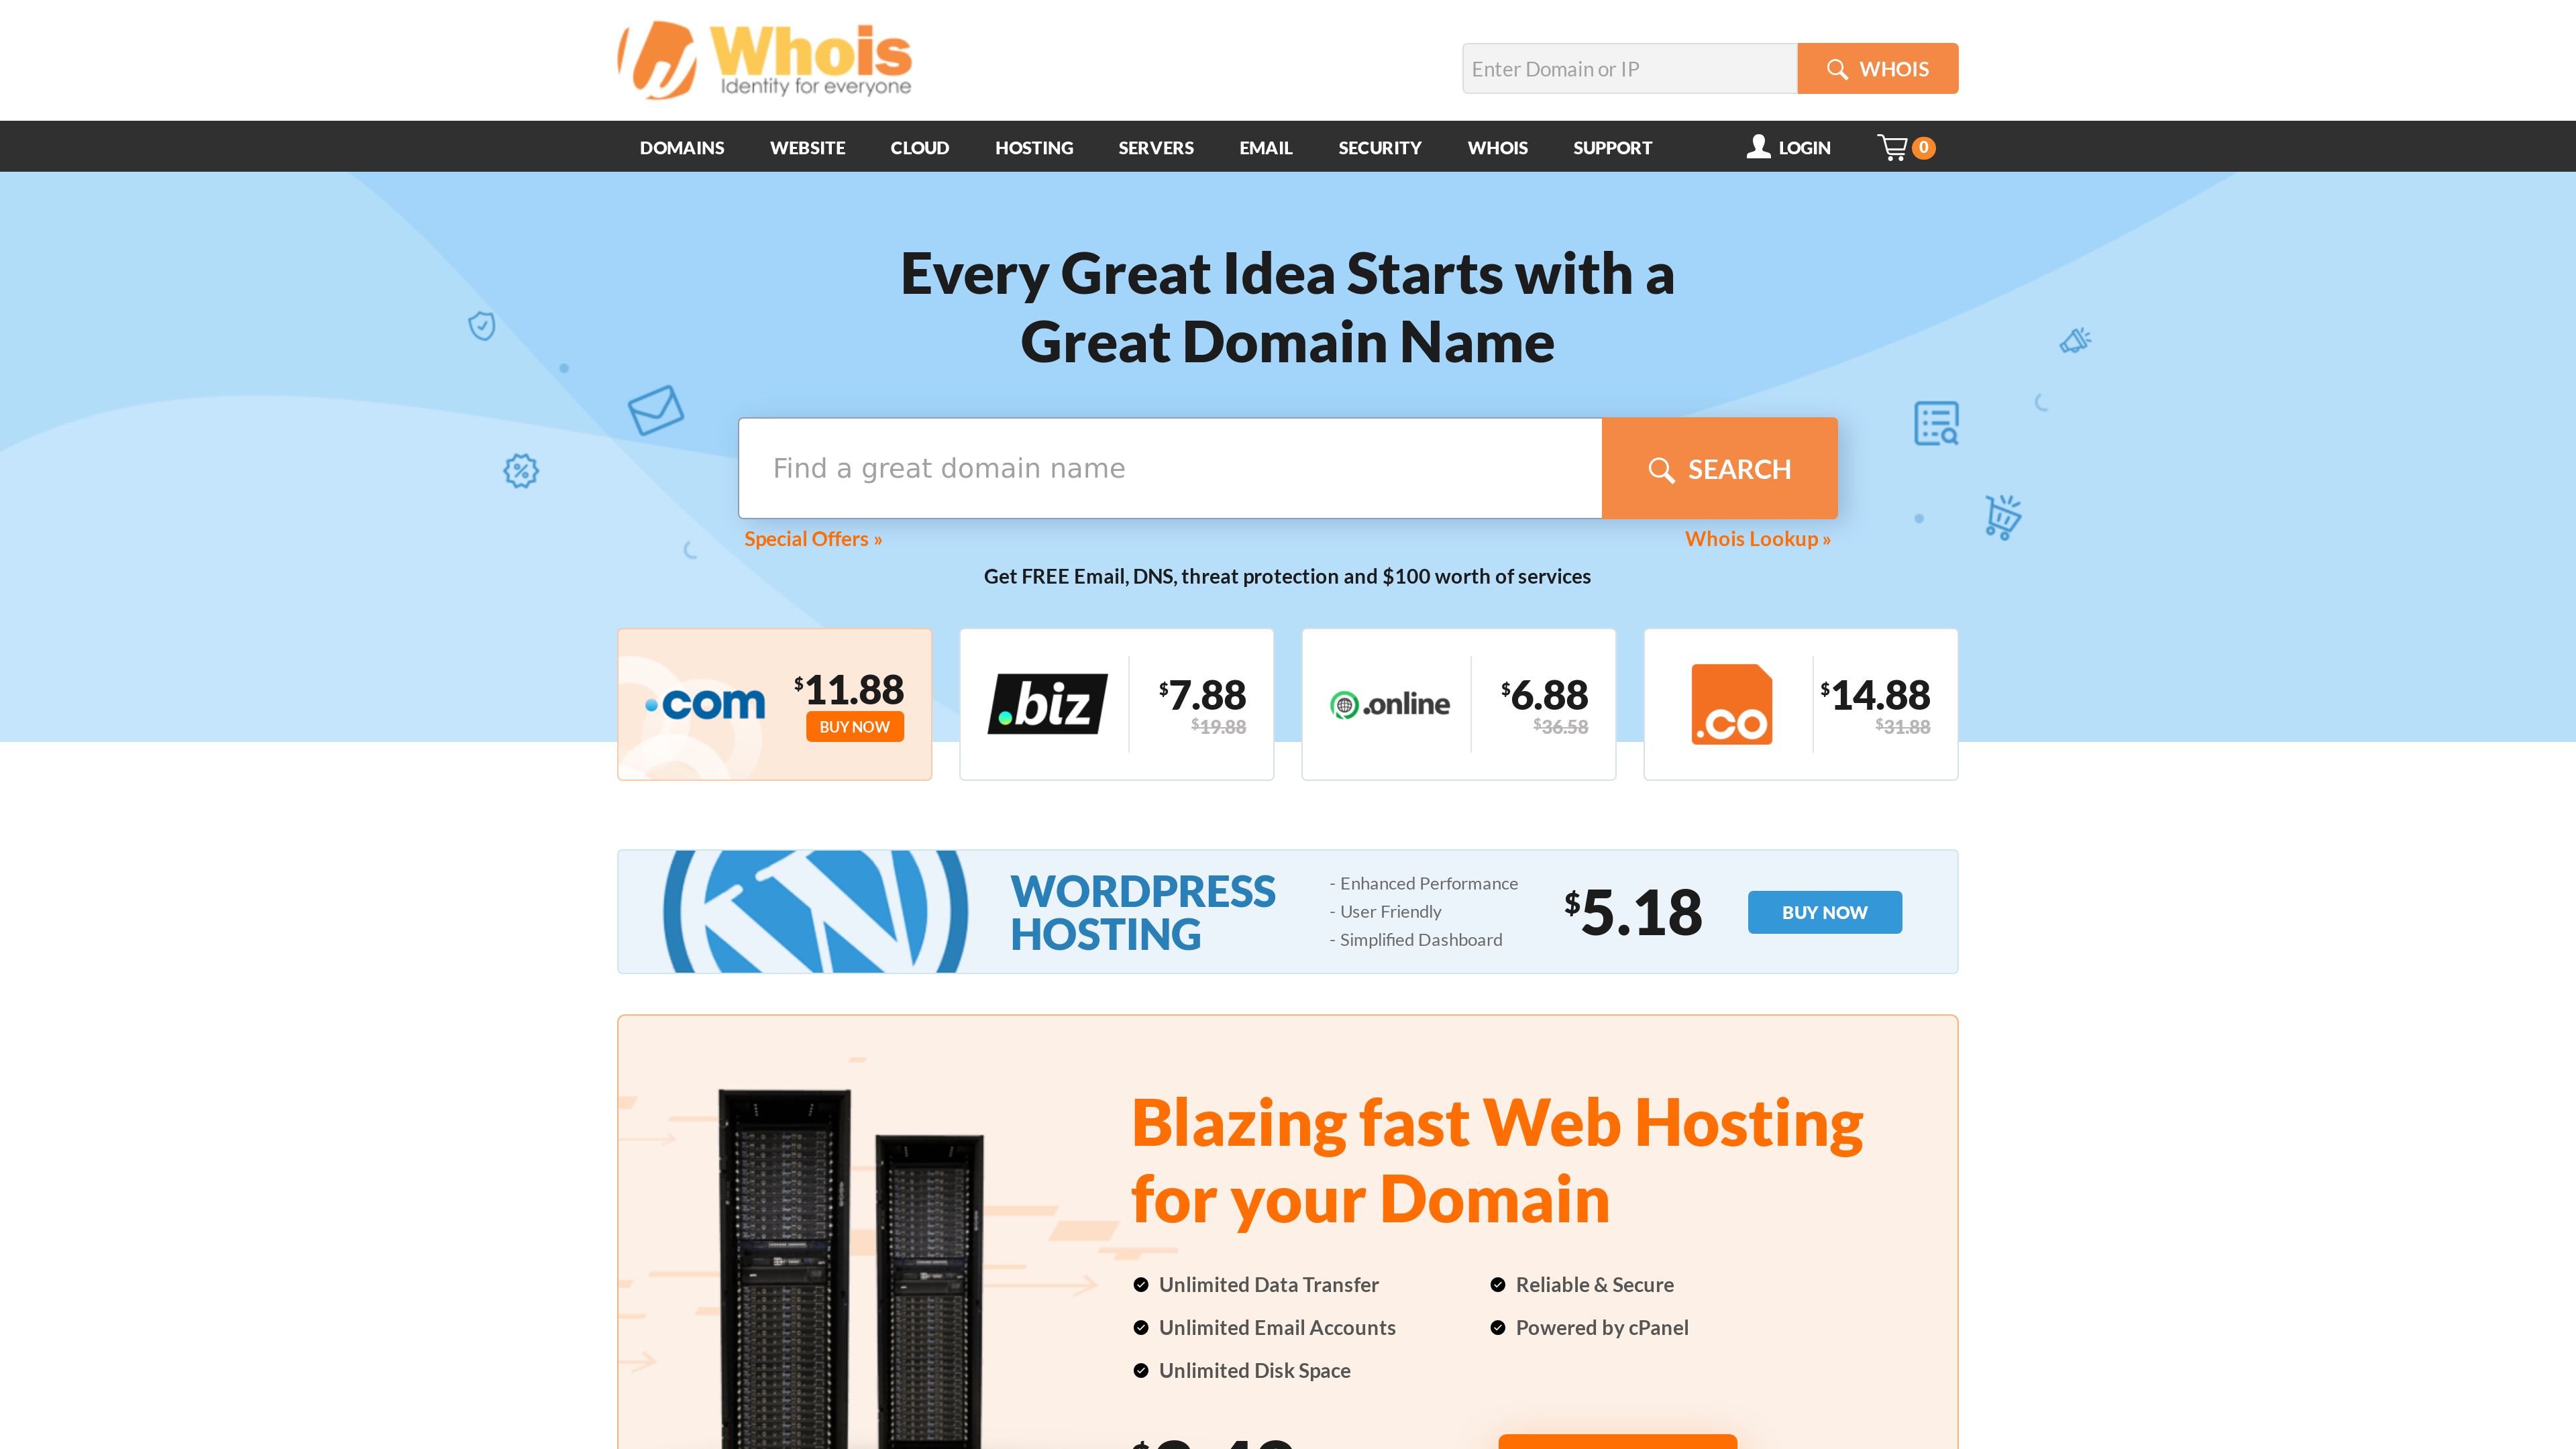 Whois
Identity for everyone
Enter Domain or IP
WHOIS
DOMAINS
WEBSITE
CLOUD
HOSTING
SERVERS
EMAIL
SECURITY
WHOIS
SUPPORT
LOGIN
0
Every Great Idea Starts with a
Great Domain Name
Find a great domain name
SEARCH
Special Offers »
Whois Lookup »
Get FREE Email, DNS, threat protection and $100 worth of services
.com
$11.88
BUY NOW
.biz
$7.88
$19.88
.online
$6.88
$36.58
.co
$14.88
$31.88
WORDPRESS
HOSTING
- Enhanced Performance
- User Friendly
- Simplified Dashboard
$5.18
BUY NOW
Blazing fast Web Hosting
for your Domain
Unlimited Data Transfer
Unlimited Email Accounts
Unlimited Disk Space
Reliable & Secure
Powered by cPanel